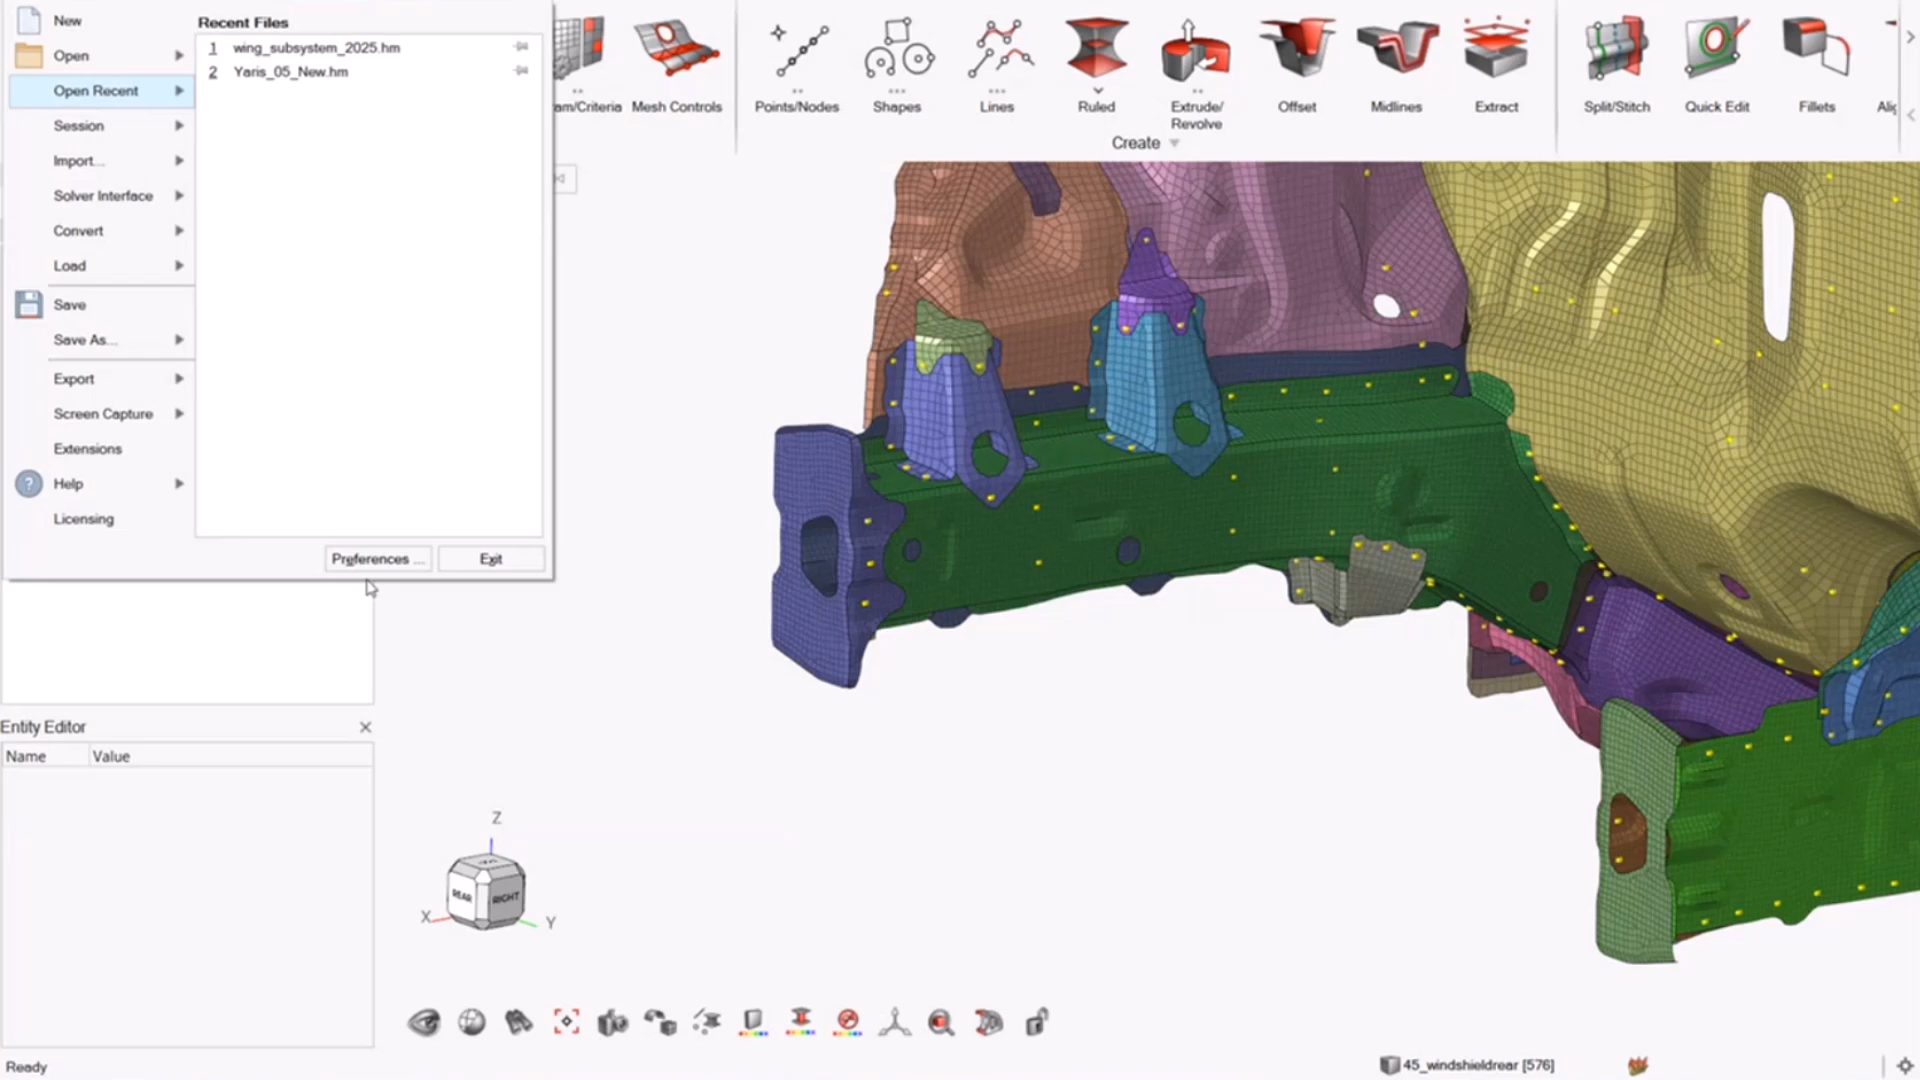 New
Open
Open Recent
Session
Import...
Solver Interface
Convert
Load
Save
Save As...
Export
Screen Capture
Extensions
Help
Licensing
Recent Files
1 wing_subsystem_2025.hm
2 Yaris_05_New.hm
Preferences ...
Exit
am/Criteria
Mesh Controls
Points/Nodes
Shapes
Lines
Ruled
Extrude/
Revolve
Offset
Midlines
Extract
Create
Split/Stitch
Quick Edit
Fillets
Entity Editor
Name Value
Z
REAR
RIGHT
X
Y
Ready
45_windshieldrear [576]